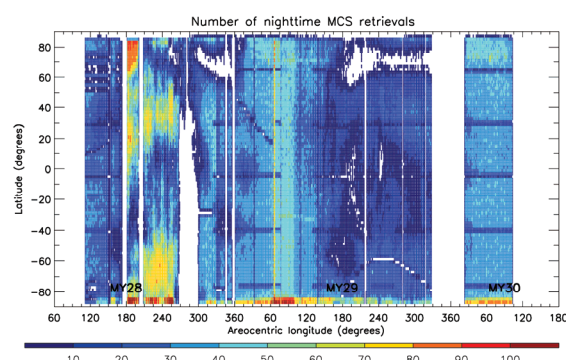 Number of nighttime MCS retrievals
80
60
40
20
0
-20
-40
-60
-80
Latitude (degrees)
MY28 MY29 MY30
60 120 180 240 300 360 60 120 180 240 300 360 60 120 180
Areocentric longitude (degrees)
10 20 30 40 50 60 70 80 90 100